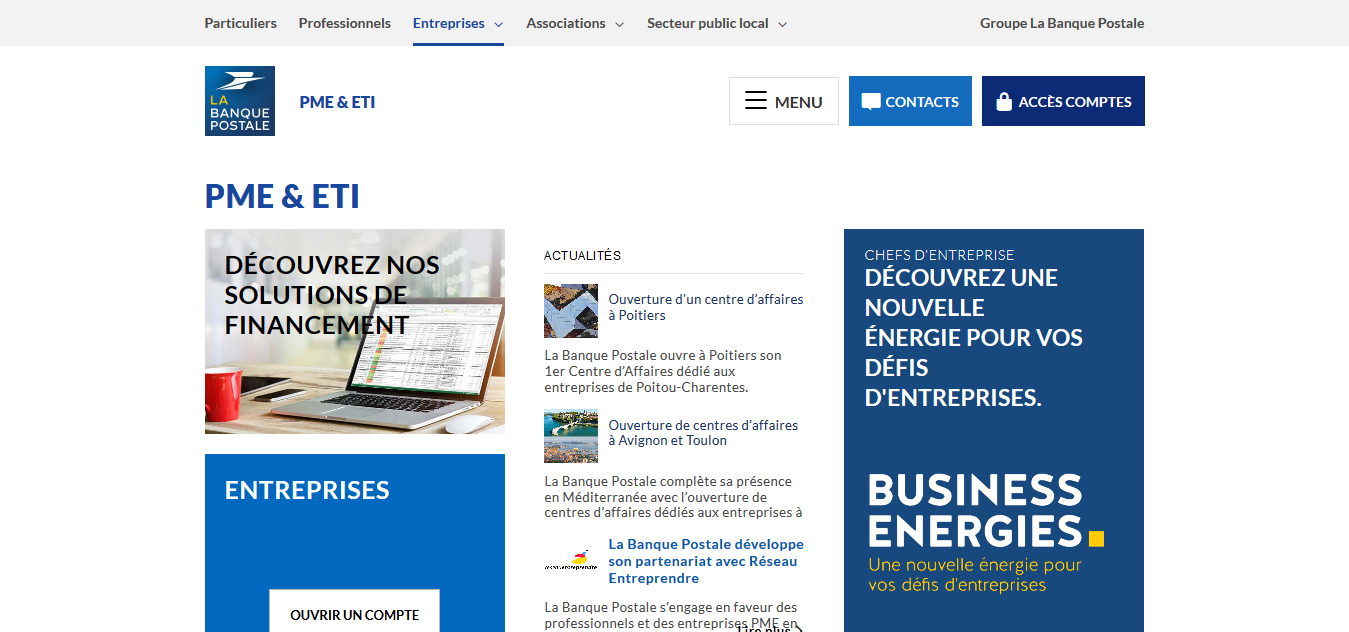 Particuliers Professionnels Entreprises Associations Secteur public local Groupe La Banque Postale
LA
BANQUE
POSTALE
PME & ETI
MENU
CONTACTS
ACCÈS COMPTES
PME & ETI
DÉCOUVREZ NOS
SOLUTIONS DE
FINANCEMENT
ENTREPRISES
OUVRIR UN COMPTE
ACTUALITÉS
Ouverture d'un centre d'affaires
à Poitiers
La Banque Postale ouvre à Poitiers son
1er Centre d'Affaires dédié aux
entreprises de Poitou-Charentes.
Ouverture de centres d'affaires
à Avignon et Toulon
La Banque Postale complète sa présence
en Méditerranée avec l'ouverture de
centres d'affaires dédiés aux entreprises à
La Banque Postale développe
son partenariat avec Réseau
Entreprendre
La Banque Postale s'engage en faveur des
professionnels et des entreprises PME en
Lire plus
CHEFS D'ENTREPRISE
DÉCOUVREZ UNE
NOUVELLE
ÉNERGIE POUR VOS
DÉFIS
D'ENTREPRISES.
BUSINESS
ENERGIES
Une nouvelle énergie pour
vos défis d'entreprises